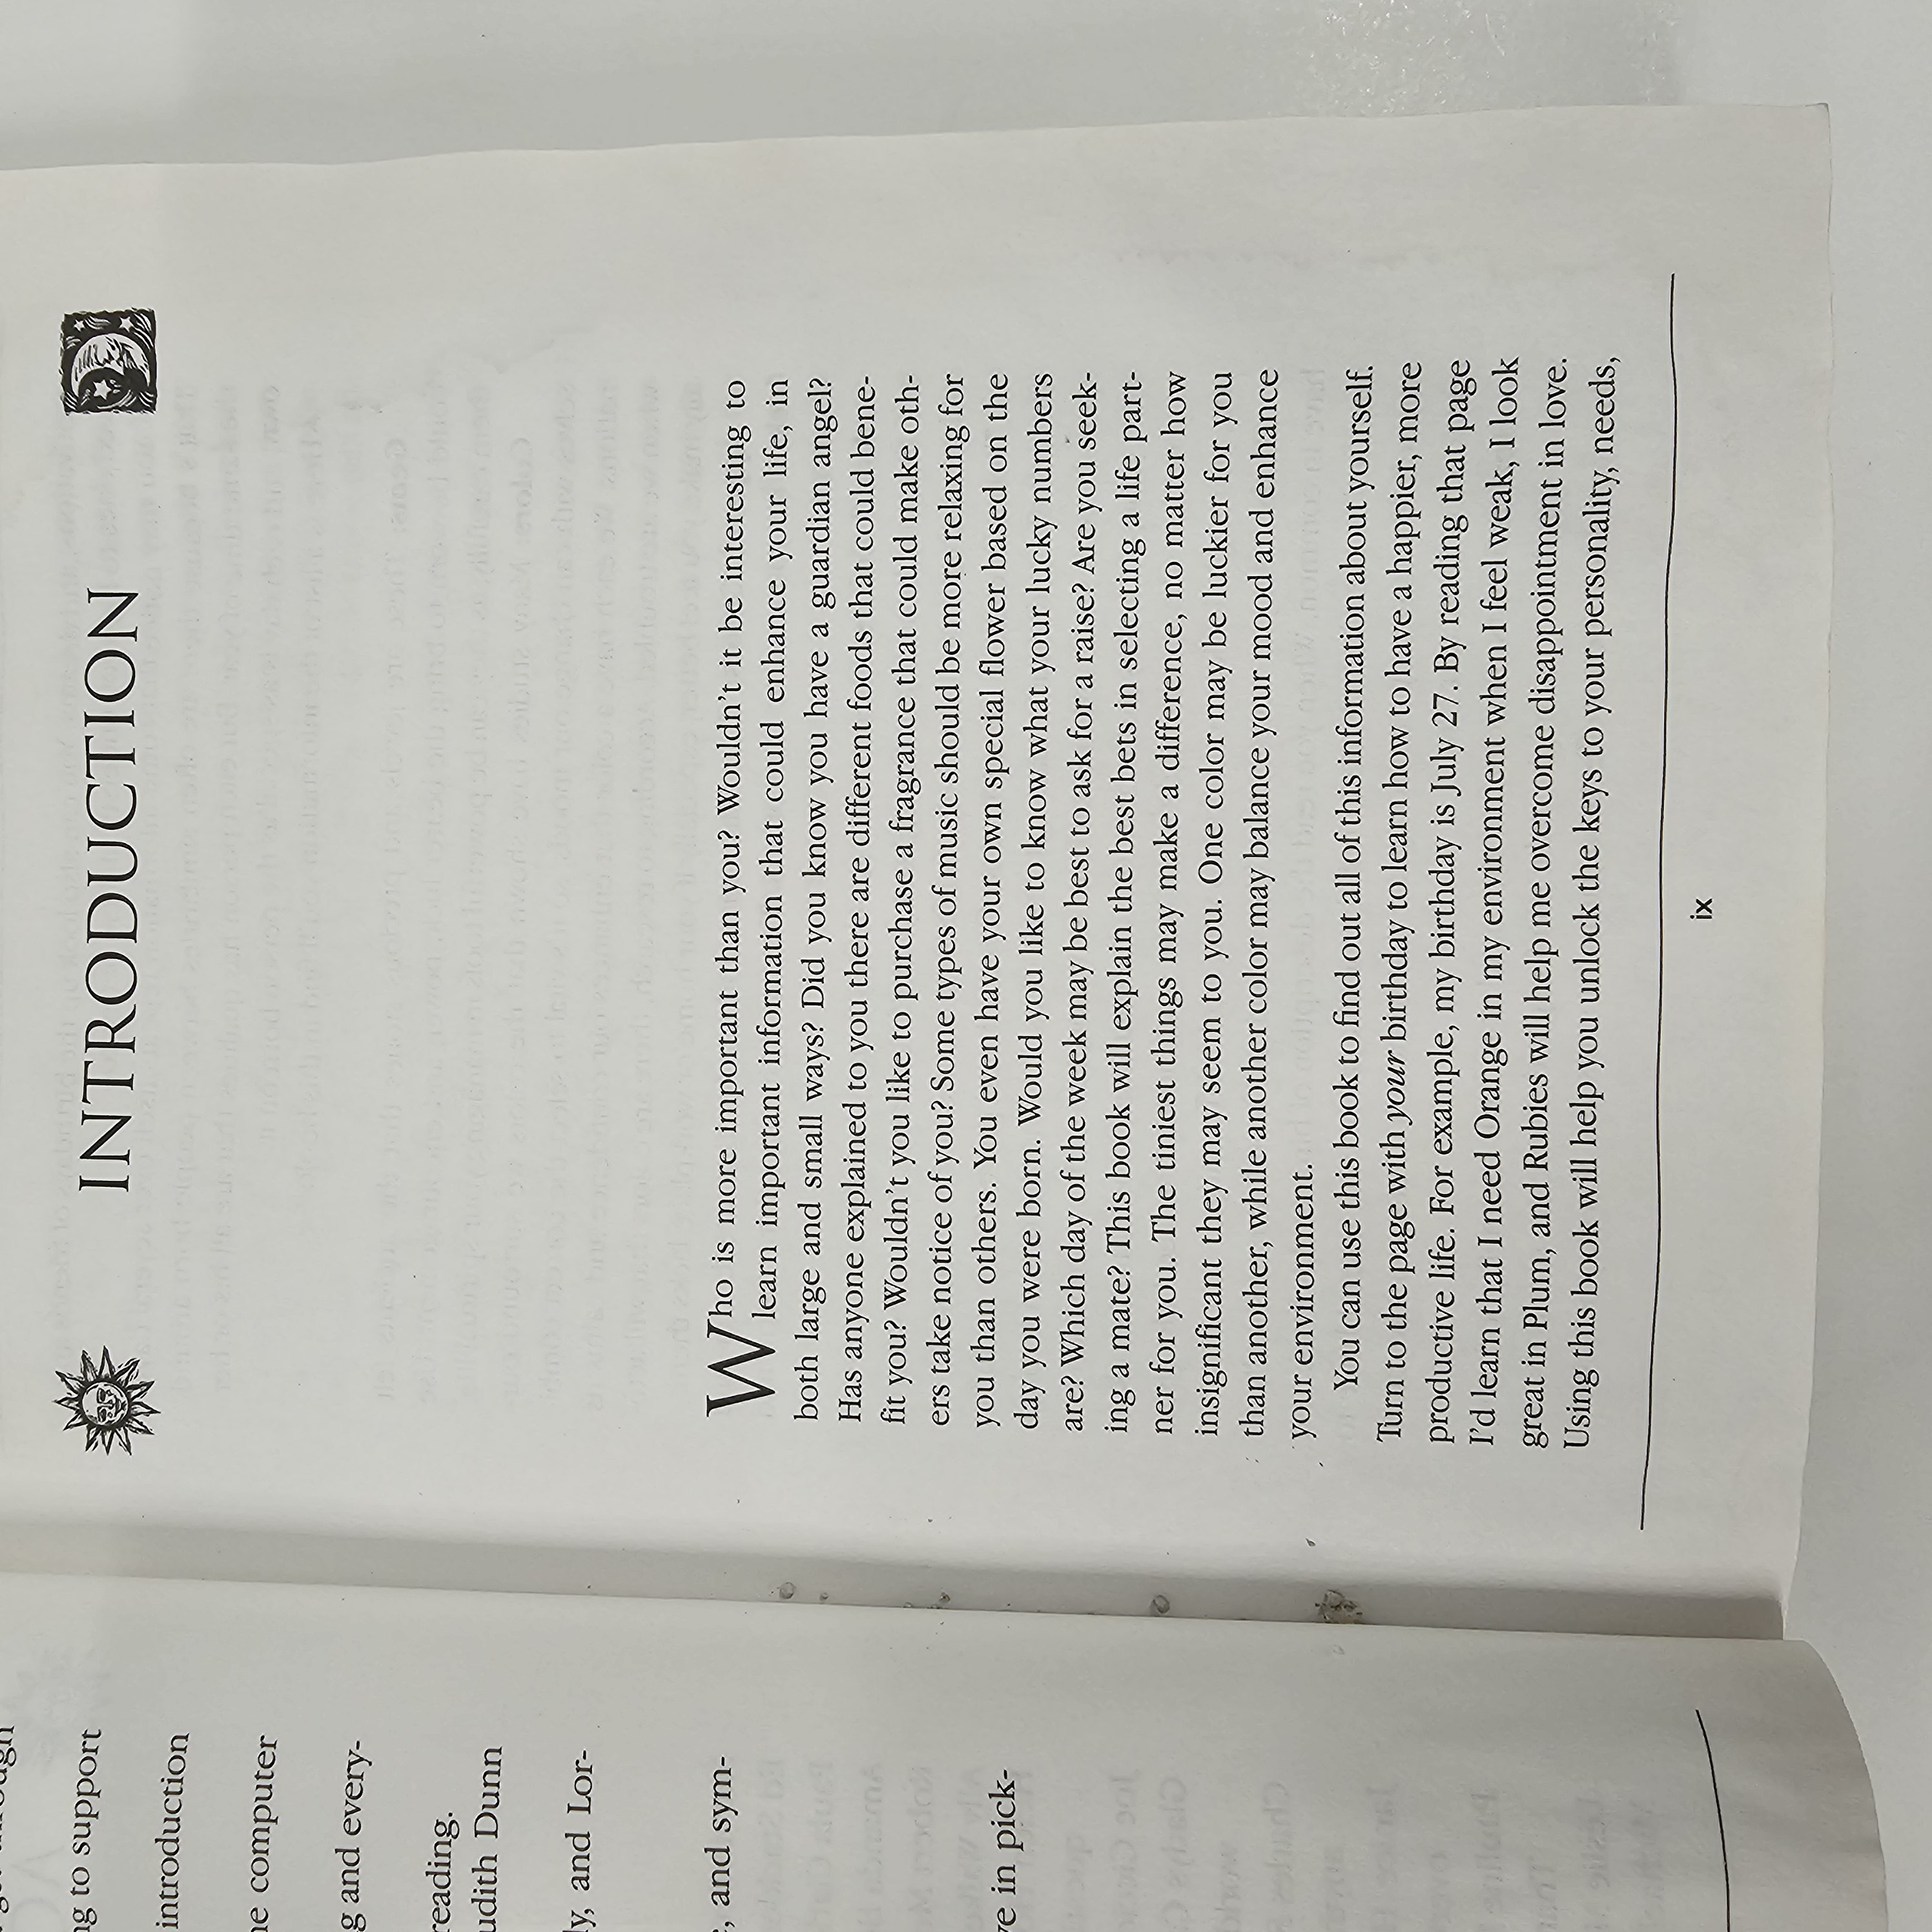 ng to support
introduction
computer
g and every-
reading.
udith Dunn
ly, and Lor-
and sym-
in pick-
INTRODUCTION
Who is more important than you? Wouldn't it be interesting to
learn important information that could enhance your life, in
both large and small ways? Did you know you have a guardian angel?
Has anyone explained to you there are different foods that could bene-
fit you? Wouldn't you like to purchase a fragrance that could make oth-
ers take notice of you? Some types of music should be more relaxing for
you than others. You even have your own special flower based on the
day you were born. Would you like to know what your lucky numbers
are? Which day of the week may be best to ask for a raise? Are you seek-
ing a mate? This book will explain the best bets in selecting a life part-
ner for you. The tiniest things may make a difference, no matter how
insignificant they may seem to you. One color may be luckier for you
than another, while another color may balance your mood and enhance
your environment.
You can use this book to find out all of this information about yourself.
Turn to the page with your birthday to learn how to have a happier, more
productive life. For example, my birthday is July 27. By reading that page
I'd learn that I need Orange in my environment when I feel weak, I look
great in Plum, and Rubies will help me overcome disappointment in love.
Using this book will help you unlock the keys to your personality, needs,
ix